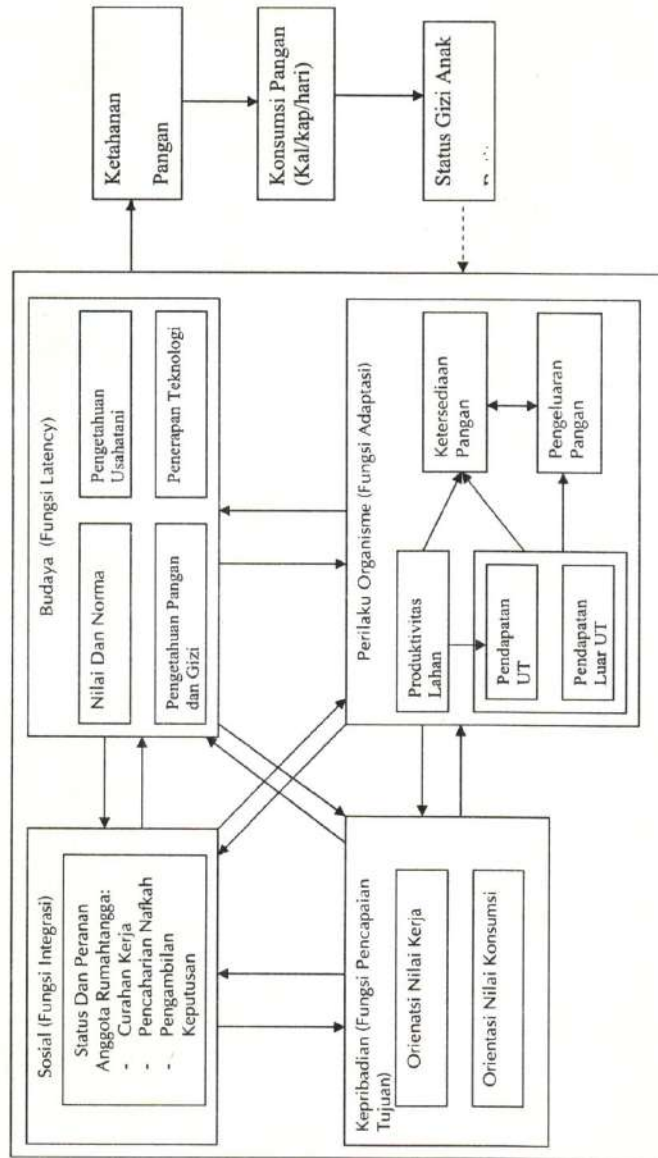 Sosial (Fungsi Integrasi)
Status Dan Peranan
Anggota Rumahtangga:
- Curahan Kerja
- Pencaharian Nafkah
- Pengambilan
Keputusan
Budaya (Fungsi Latency)
Nilai Dan Norma
Pengetahuan
Usahatani
Pengetahuan Pangan
dan Gizi
Penerapan Teknologi
Kepribadian (Fungsi Pencapaian
Tujuan)
Orienatsi Nilai Kerja
Orientasi Nilai Konsumsi
Perilaku Organisme (Fungsi Adaptasi)
Produktivitas
Lahan
Pendapatan
UT
Pendapatan
Luar UT
Ketersediaan
Pangan
Pengeluaran
Pangan
Ketahanan
Pangan
Konsumsi Pangan
(Kal/kap/hari)
Status Gizi Anak